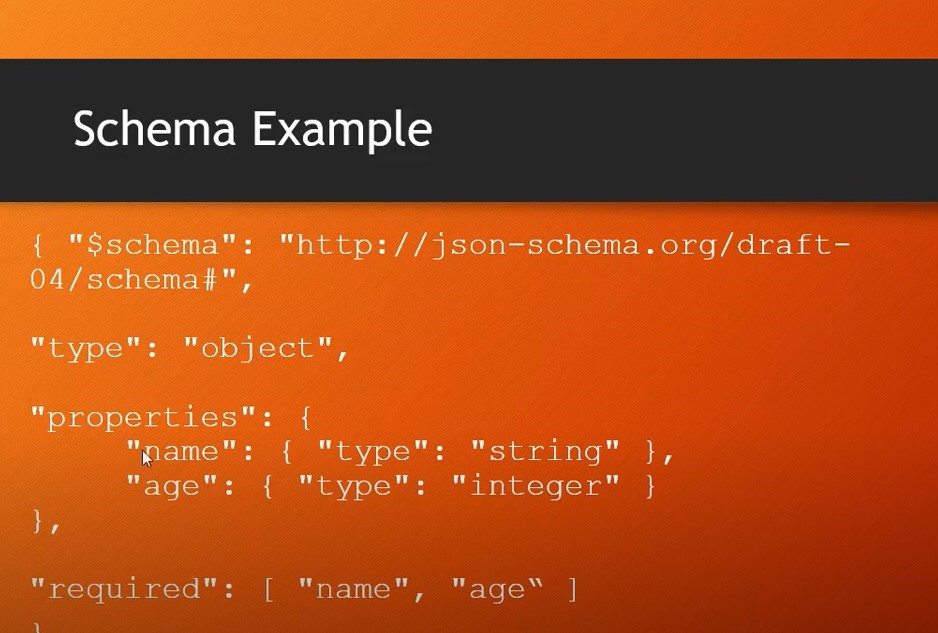 Schema Example
{ "$schema": "http://json-schema.org/draft-
04/schema#",
"type": "object",
"properties": {
"name": { "type": "string" },
"age": { "type": "integer" }
},
"required": [ "name", "age‟ ]
}